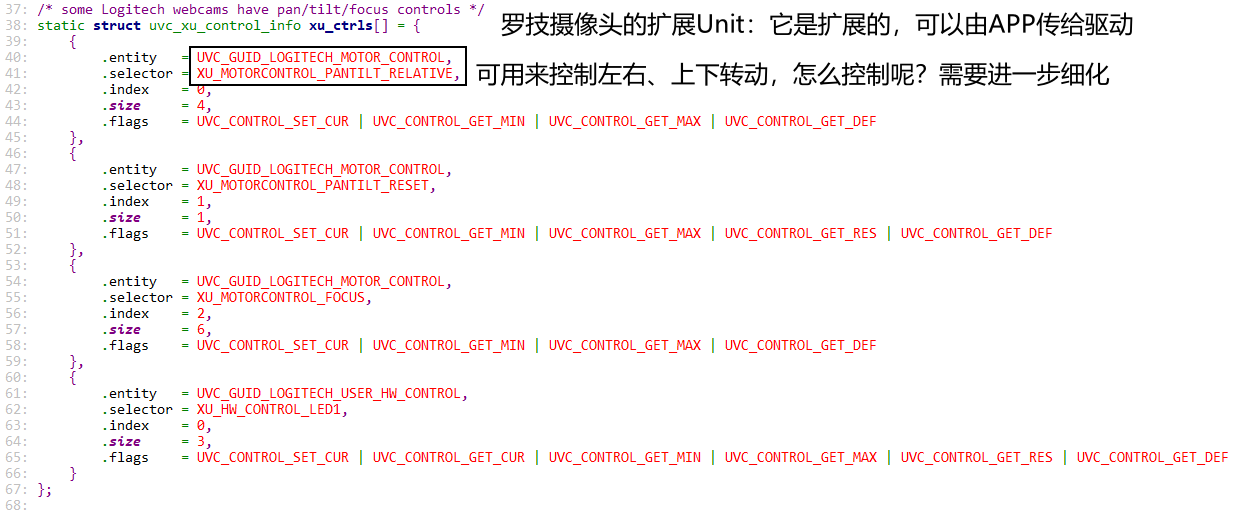 37: /* some Logitech webcams have pan/tilt/focus controls */
38: static struct uvc_xu_control_info xu_ctrls[] = {
罗技摄像头的扩展Unit：它是扩展的，可以由APP传给驱动
39:     {
40:         .entity   = UVC_GUID_LOGITECH_MOTOR_CONTROL,
41:         .selector = XU_MOTORCONTROL_PANTILT_RELATIVE,
可用来控制左右、上下转动，怎么控制呢？需要进一步细化
42:         .index    = 0,
43:         .size     = 4,
44:         .flags    = UVC_CONTROL_SET_CUR | UVC_CONTROL_GET_MIN | UVC_CONTROL_GET_MAX | UVC_CONTROL_GET_DEF
45:     },
46:     {
47:         .entity   = UVC_GUID_LOGITECH_MOTOR_CONTROL,
48:         .selector = XU_MOTORCONTROL_PANTILT_RESET,
49:         .index    = 1,
50:         .size     = 1,
51:         .flags    = UVC_CONTROL_SET_CUR | UVC_CONTROL_GET_MIN | UVC_CONTROL_GET_MAX | UVC_CONTROL_GET_RES | UVC_CONTROL_GET_DEF
52:     },
53:     {
54:         .entity   = UVC_GUID_LOGITECH_MOTOR_CONTROL,
55:         .selector = XU_MOTORCONTROL_FOCUS,
56:         .index    = 2,
57:         .size     = 6,
58:         .flags    = UVC_CONTROL_SET_CUR | UVC_CONTROL_GET_MIN | UVC_CONTROL_GET_MAX | UVC_CONTROL_GET_DEF
59:     },
60:     {
61:         .entity   = UVC_GUID_LOGITECH_USER_HW_CONTROL,
62:         .selector = XU_HW_CONTROL_LED1,
63:         .index    = 0,
64:         .size     = 3,
65:         .flags    = UVC_CONTROL_SET_CUR | UVC_CONTROL_GET_CUR | UVC_CONTROL_GET_MIN | UVC_CONTROL_GET_MAX | UVC_CONTROL_GET_RES | UVC_CONTROL_GET_DEF
66:     }
67: };
68: